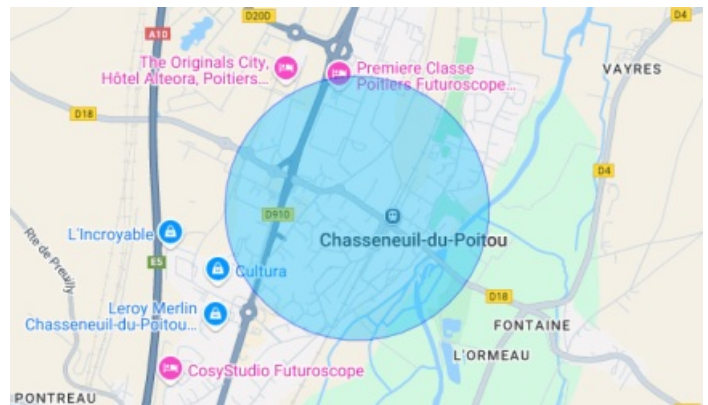 D20D
D4
A10
The Originals City,
Hôtel Alteora, Poitiers...
Premiere Classe
Poitiers Futuroscope...
VAYRES
D18
D4
D910
L'Incroyable
Chasseneuil-du-Poitou
Rte de Preuilly
E5
Cultura
D18
Leroy Merlin
Chasseneuil-du-Poitou...
FONTAINE
L'ORMEAU
CosyStudio Futuroscope
PONTREAU